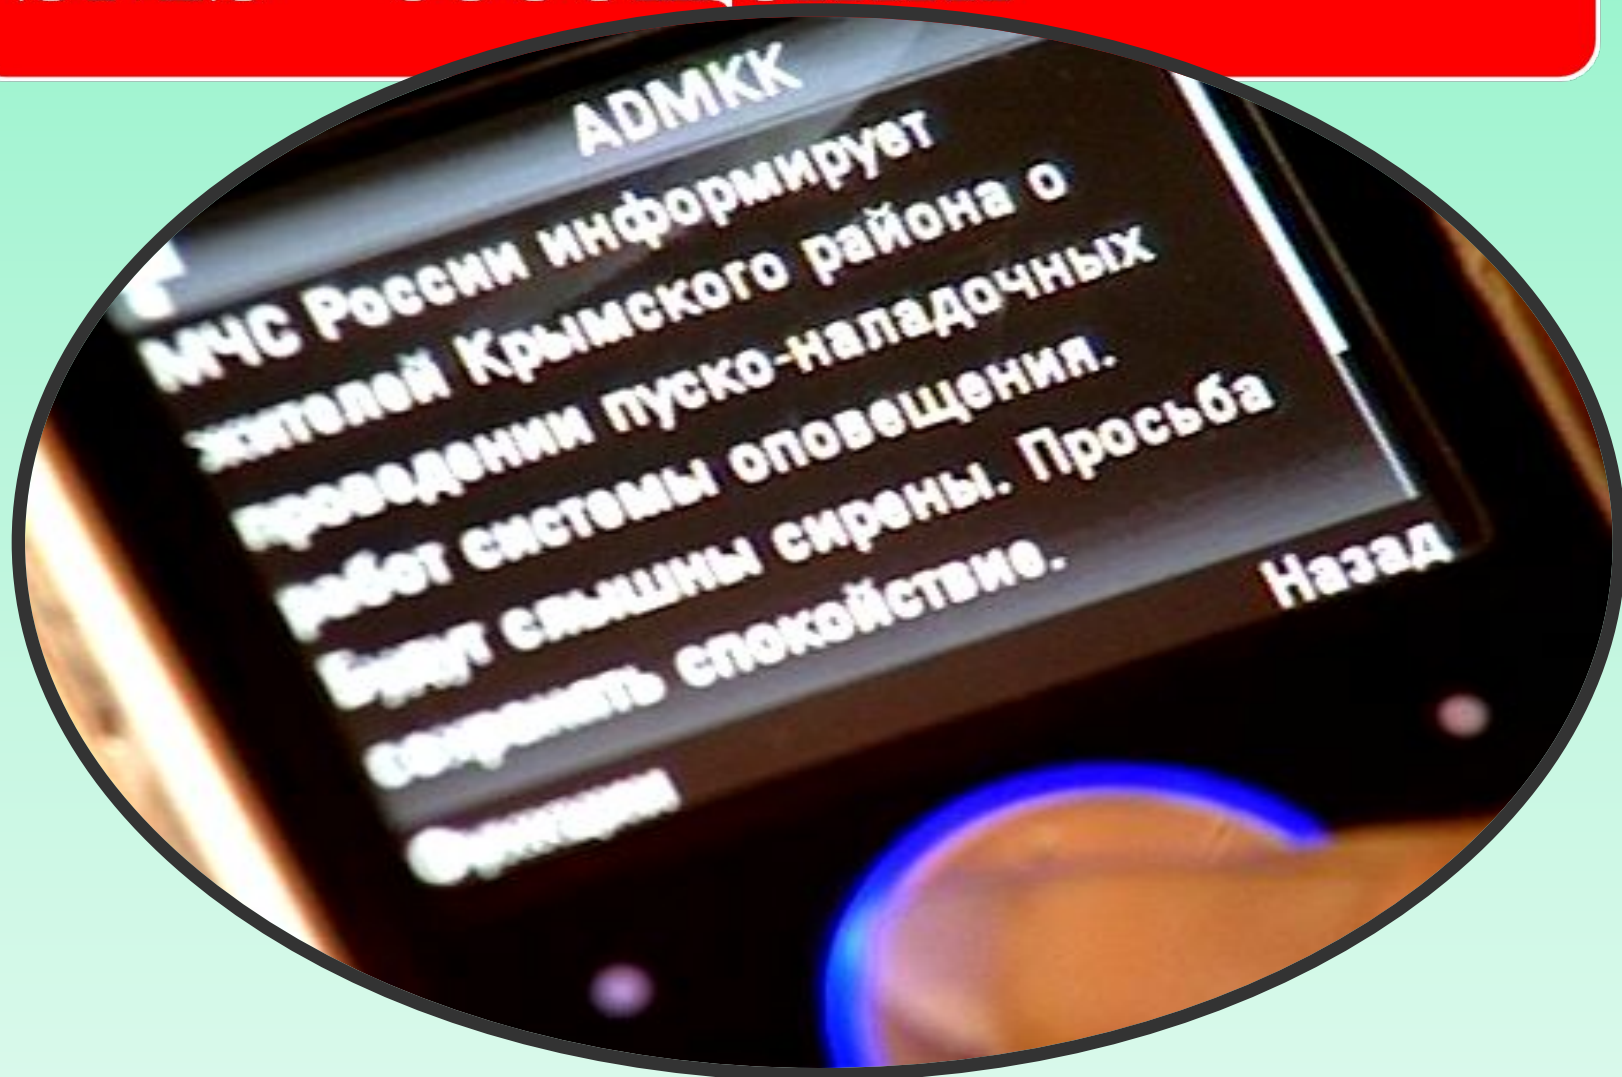 ADMKK
МЧС России информирует
жителей Крымского района о
проведении пуско-наладочных
работ системы оповещения.
Будут слышны сирены. Просьба
сохранять спокойствие.
Назад